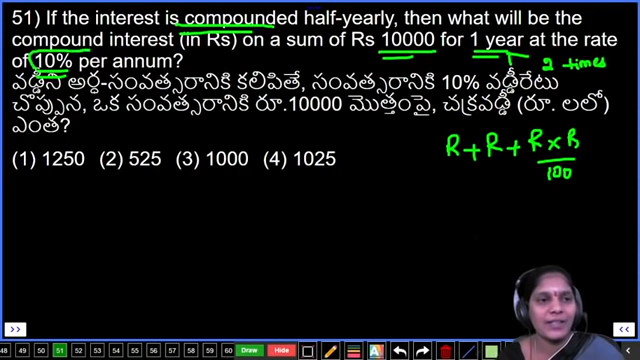 51) If the interest is compounded half-yearly, then what will be the
compound interest (in Rs) on a sum of Rs 10000 for 1 year at the rate
of 10% per annum?
2 times
వడ్డీని అర్ధ-సంవత్సరానికి కలిపితే, సంవత్సరానికి 10% వడ్డీరేటు
చొప్పున, ఒక సంవత్సరానికి రూ.10000 మొత్తంపై, చక్రవడ్డీ (రూ. లలో)
ఎంత?
R + R + R × R
100
(1) 1250 (2) 525 (3) 1000 (4) 1025
>> 48 49 50 51 52 53 54 55 56 57 58 59 60 Draw Hide A <<